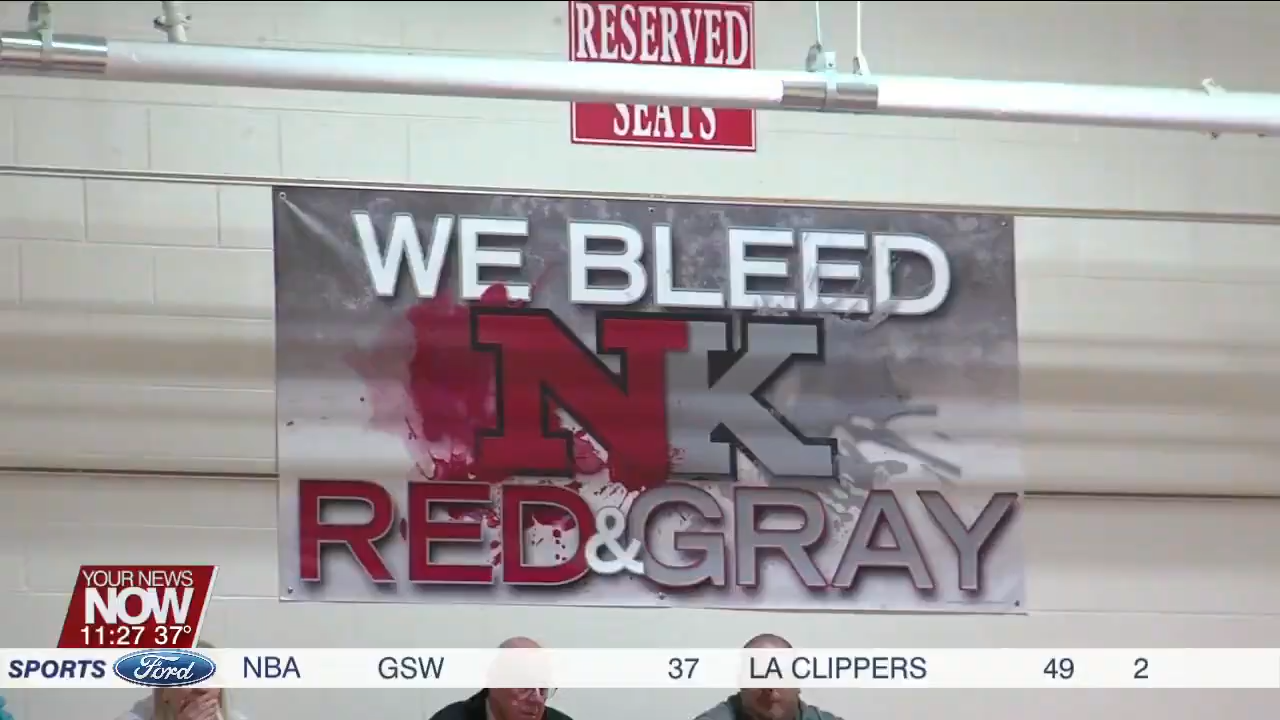 RESERVED
SEATS
WE BLEED
NK
RED & GRAY
YOUR NEWS
NOW
11:27 37°
SPORTS Ford NBA GSW 37 LA CLIPPERS 49 2